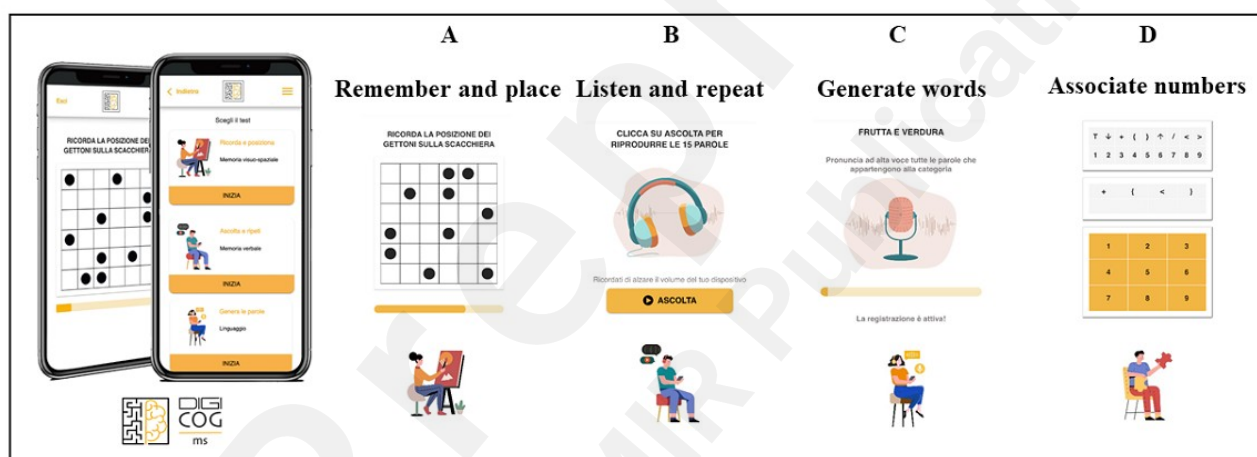 A
B
C
D
Remember and place
Listen and repeat
Generate words
Associate numbers
Esci
RICORDA LA POSIZIONE DEI
GETTONI SULLA SCACCHIERA
Indietro
Scegli il test
Ricorda e posiziona
Memoria visuo-spaziale
INIZIA
Ascolta e ripeti
Memoria verbale
INIZIA
Genera le parole
Linguaggio
INIZIA
DIGI
COG
ms
RICORDA LA POSIZIONE DEI
GETTONI SULLA SCACCHIERA
CLICCA SU ASCOLTA PER
RIPRODURRE LE 15 PAROLE
Ricordati di alzare il volume del tuo dispositivo
ASCOLTA
FRUTTA E VERDURA
Pronuncia ad alta voce tutte le parole che
appartengono alla categoria
La registrazione è attiva!
T ↓ + ( ) ↑ / < >
1 2 3 4 5 6 7 8 9
+ ( < )
1 2 3
4 5 6
7 8 9
Preprint
JMIR Publications